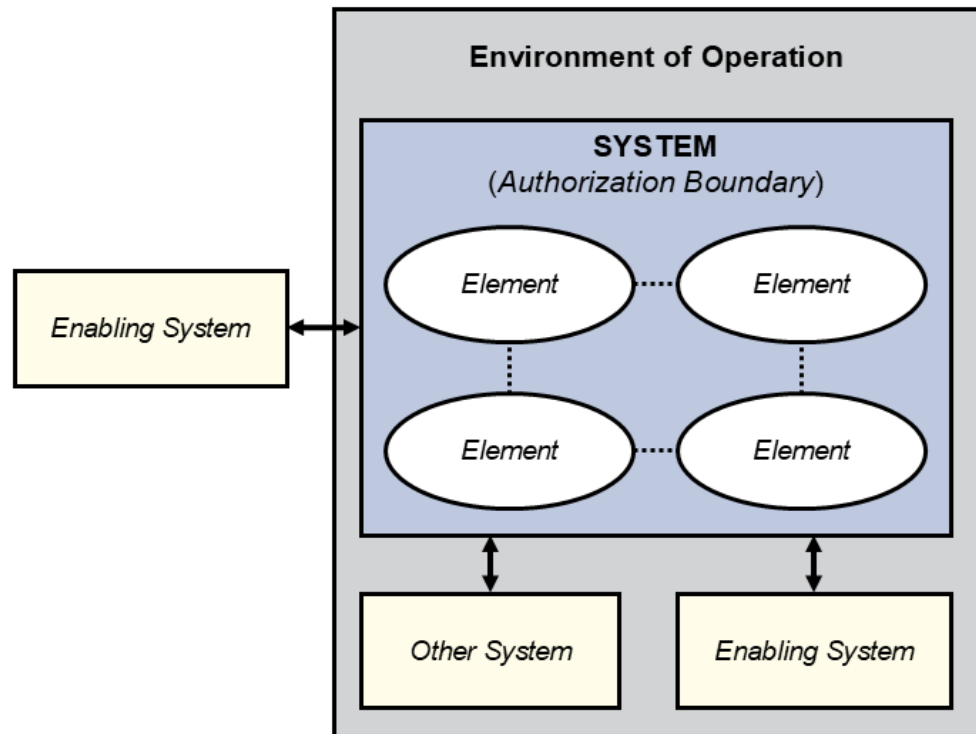 Environment of Operation
SYSTEM
(Authorization Boundary)
Element
Element
Enabling System
Element
Element
Other System
Enabling System